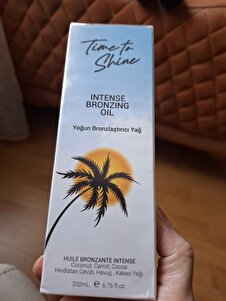 Time to
Shine
INTENSE
BRONZING
OIL
Yoğun Bronzlaştırıcı Yağ
HUILE BRONZANTE INTENSE
Coconut, Carrot, Cocoa
Hindistan Cevizi, Havuç, Kakao Yağı
200mL e 6.76 fl.oz.